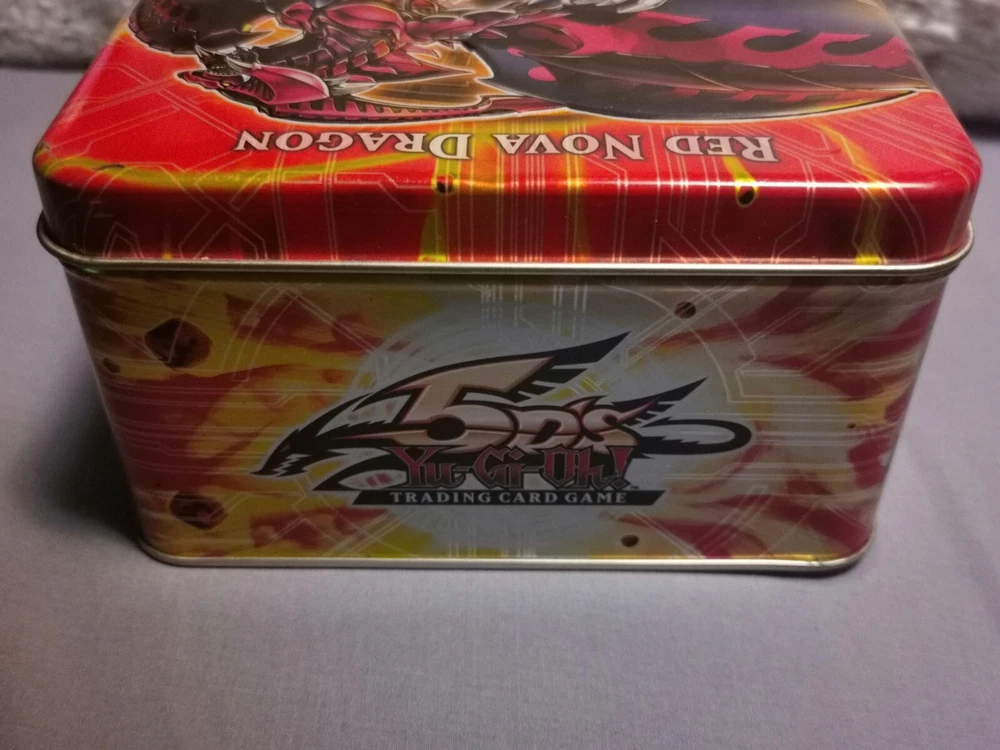 RED NOVA DRAGON
5D's
Yu-Gi-Oh!
TRADING CARD GAME